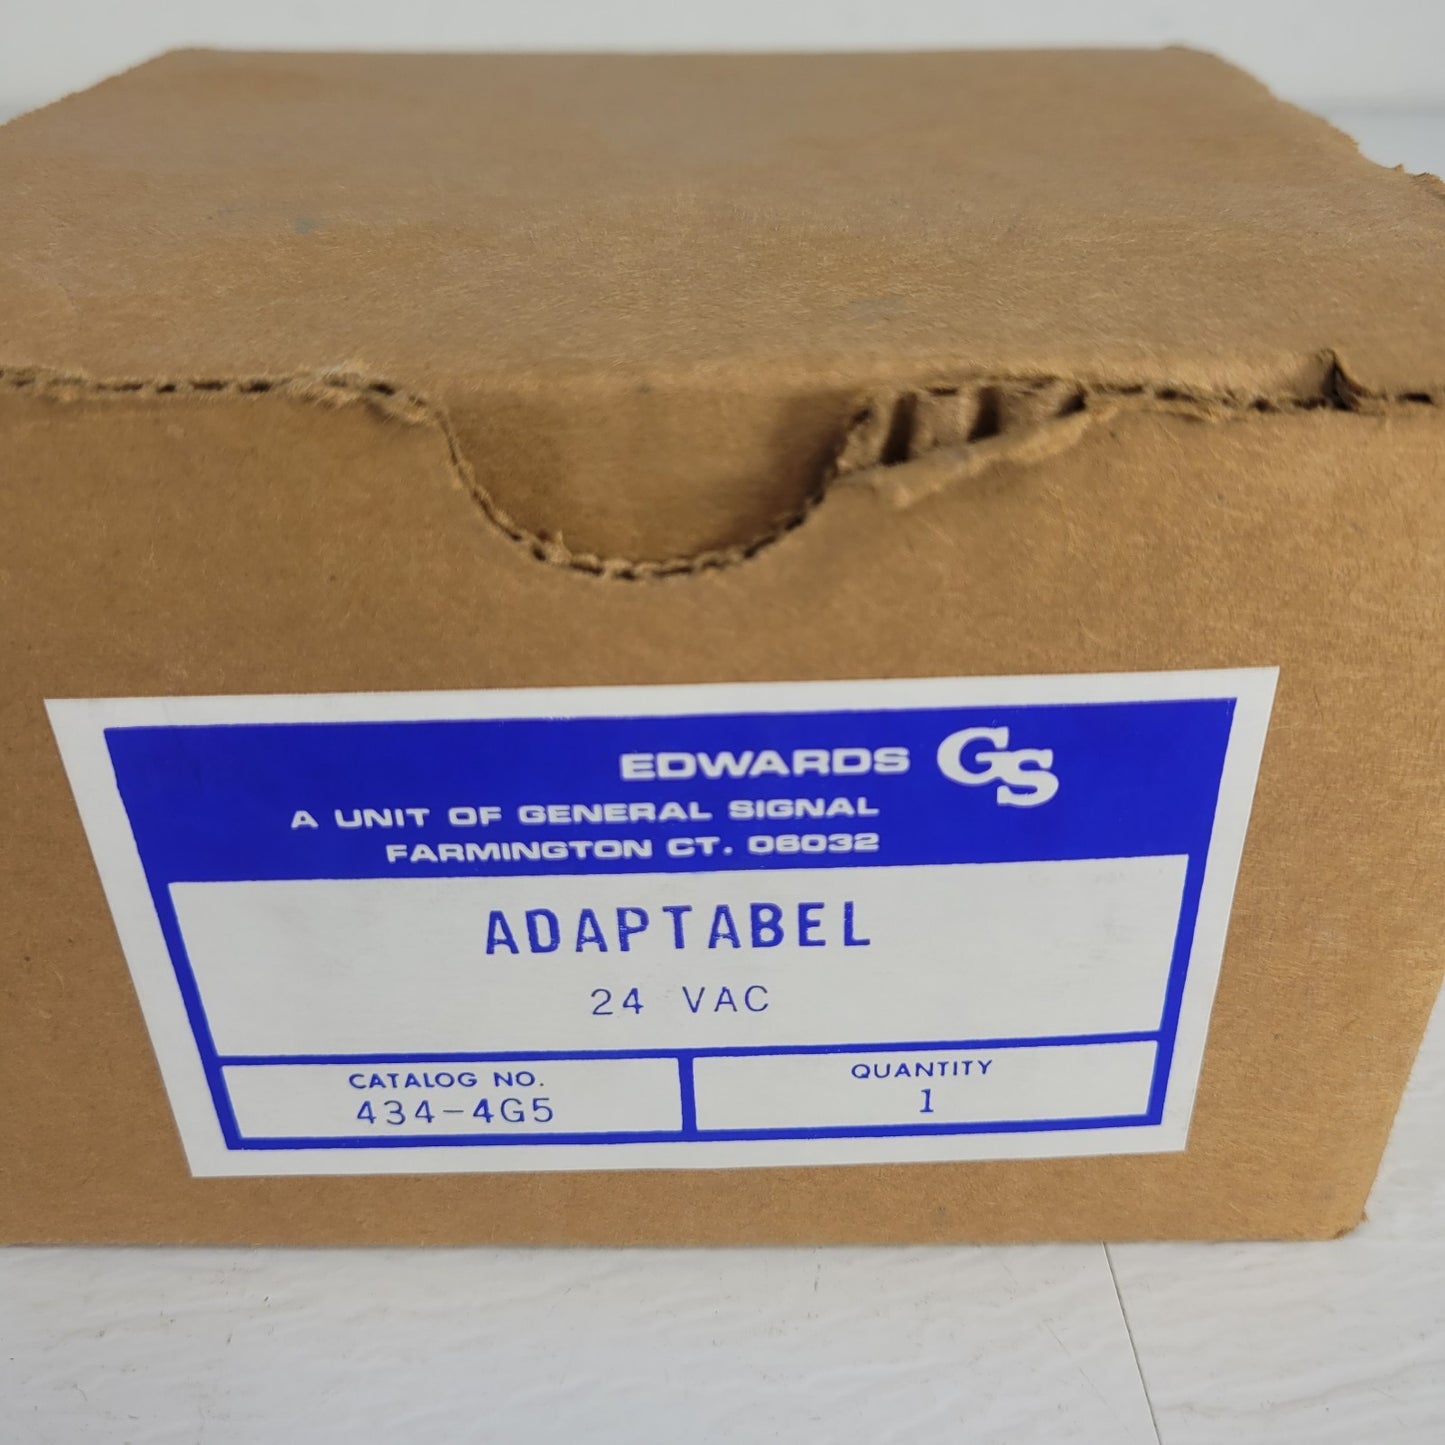 EDWARDS GS
A UNIT OF GENERAL SIGNAL
FARMINGTON CT. 06032
ADAPTABEL
24 VAC
CATALOG NO.
434-4G5
QUANTITY
1